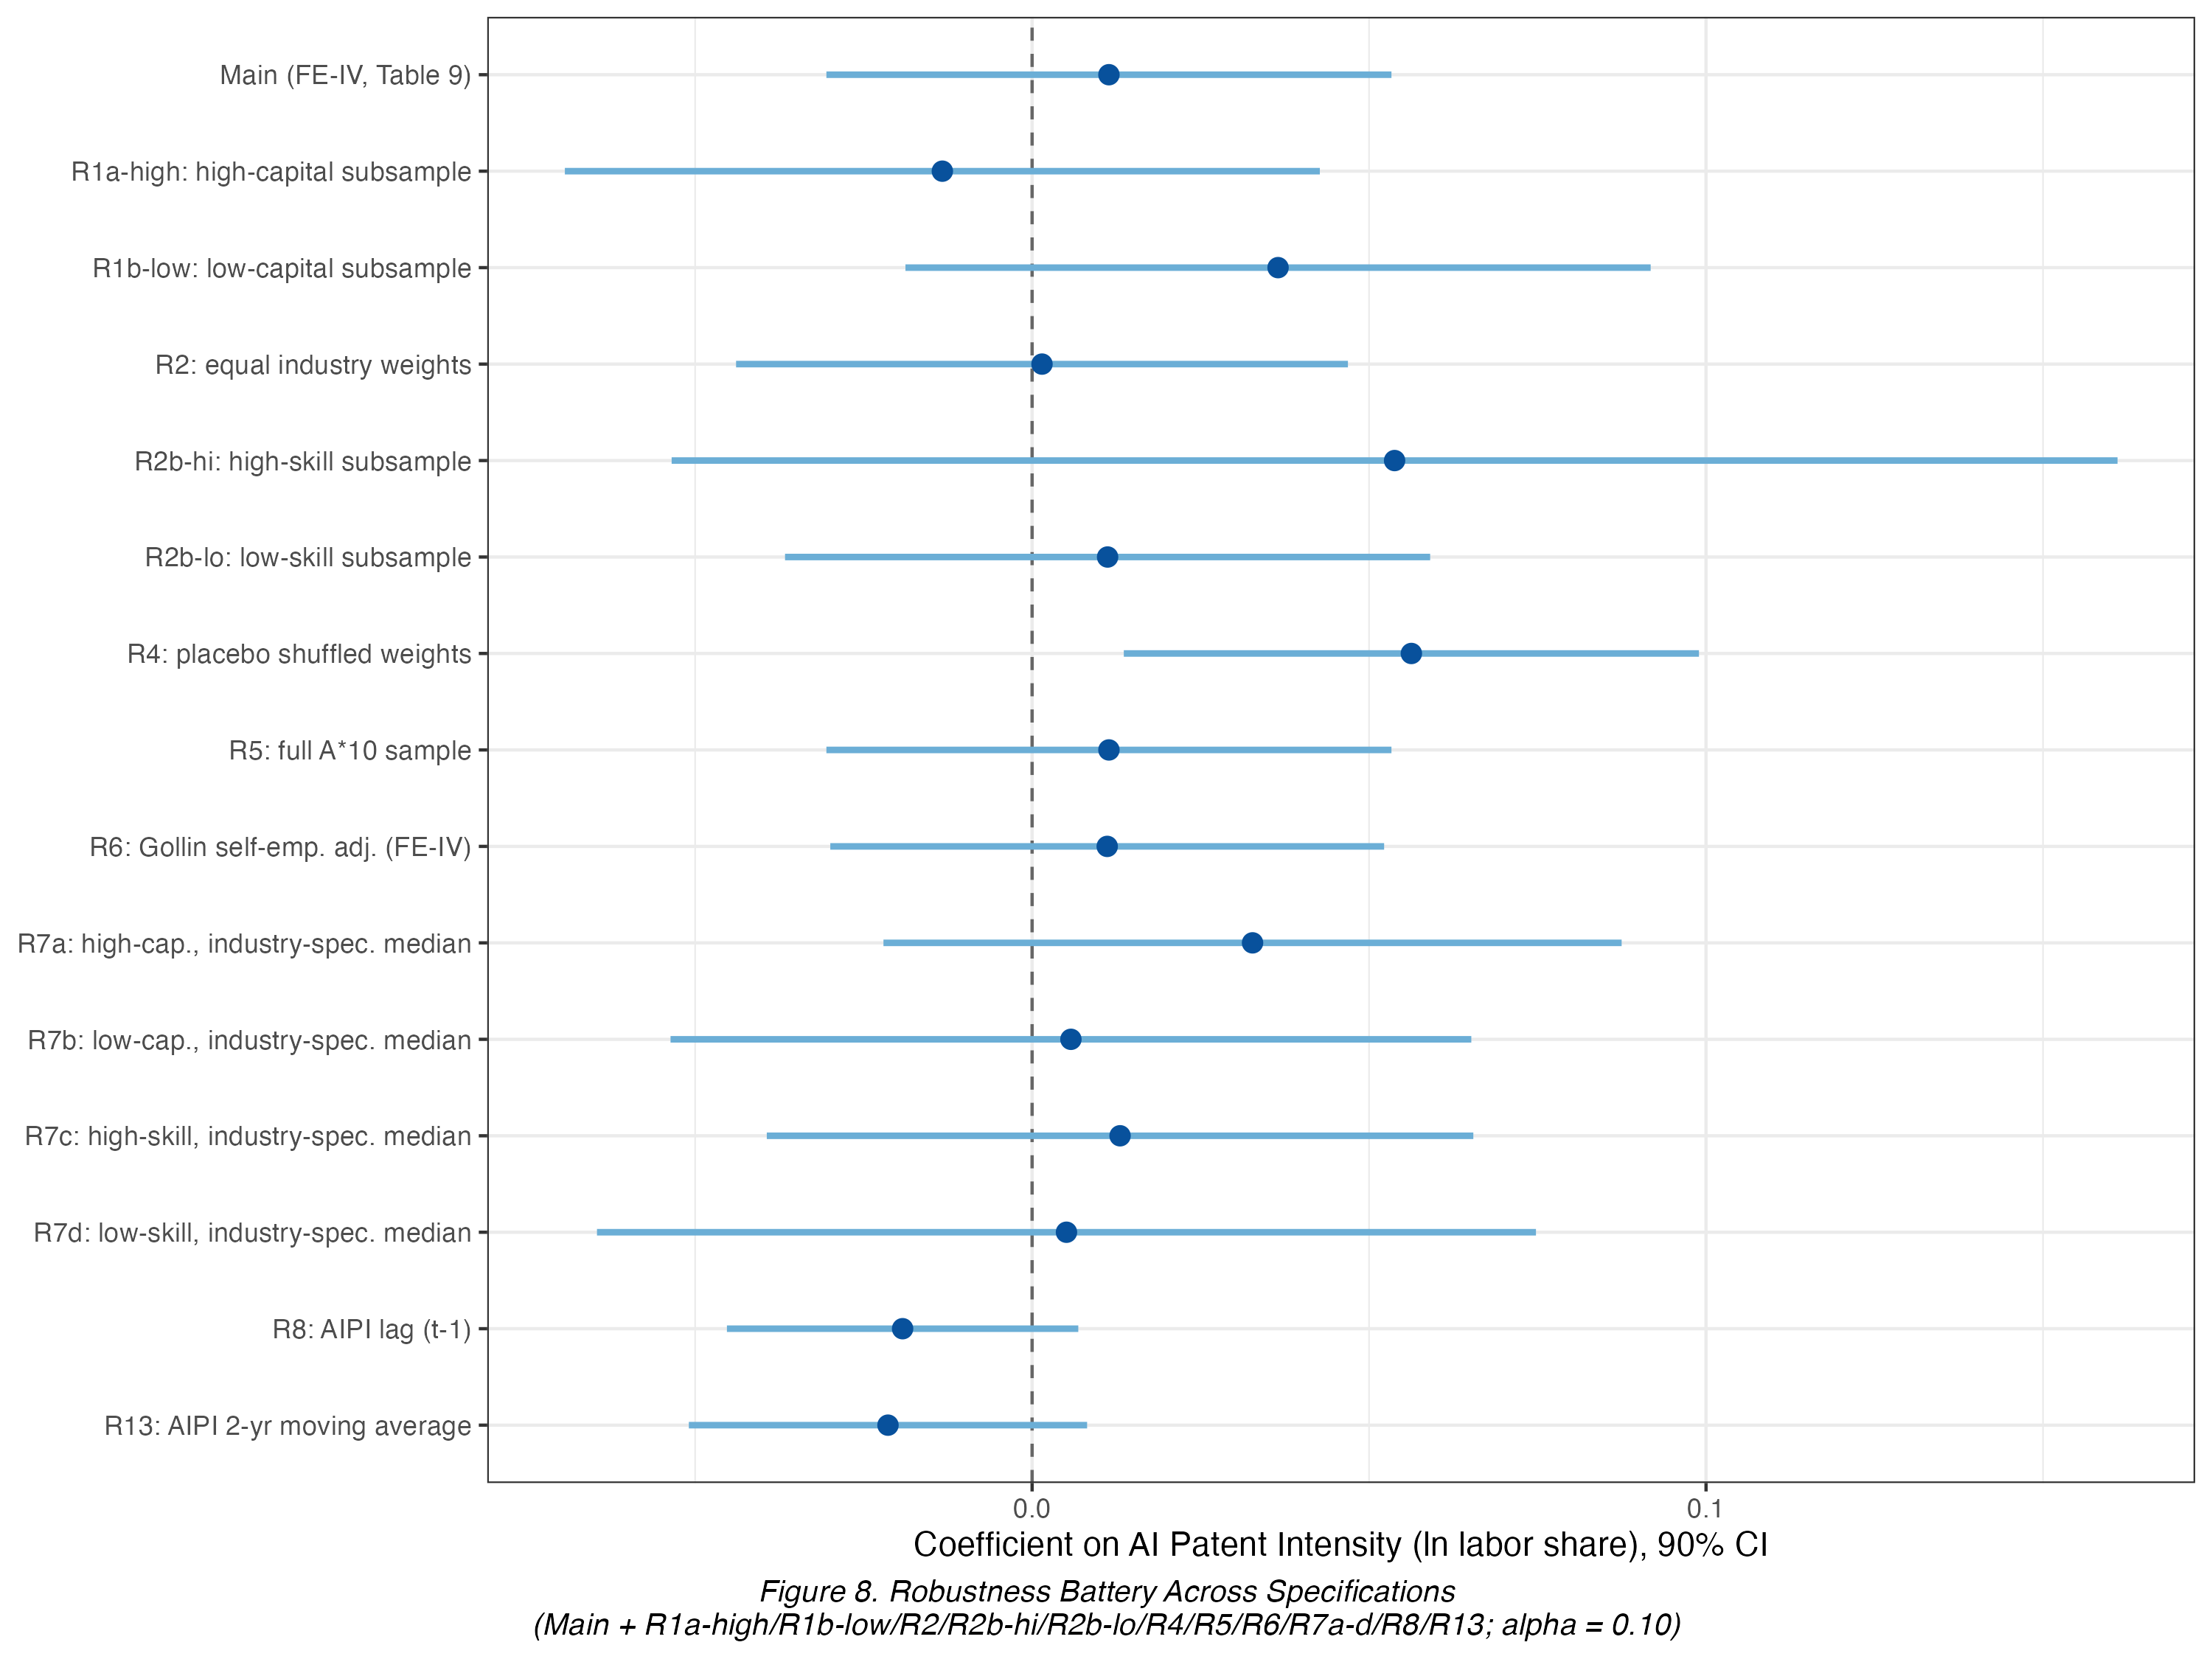 Main (FE-IV, Table 9)
R1a-high: high-capital subsample
R1b-low: low-capital subsample
R2: equal industry weights
R2b-hi: high-skill subsample
R2b-lo: low-skill subsample
R4: placebo shuffled weights
R5: full A*10 sample
R6: Gollin self-emp. adj. (FE-IV)
R7a: high-cap., industry-spec. median
R7b: low-cap., industry-spec. median
R7c: high-skill, industry-spec. median
R7d: low-skill, industry-spec. median
R8: AIPI lag (t-1)
R13: AIPI 2-yr moving average
0.0 0.1
Coefficient on AI Patent Intensity (ln labor share), 90% CI
Figure 8. Robustness Battery Across Specifications
(Main + R1a-high/R1b-low/R2/R2b-hi/R2b-lo/R4/R5/R6/R7a-d/R8/R13; alpha = 0.10)